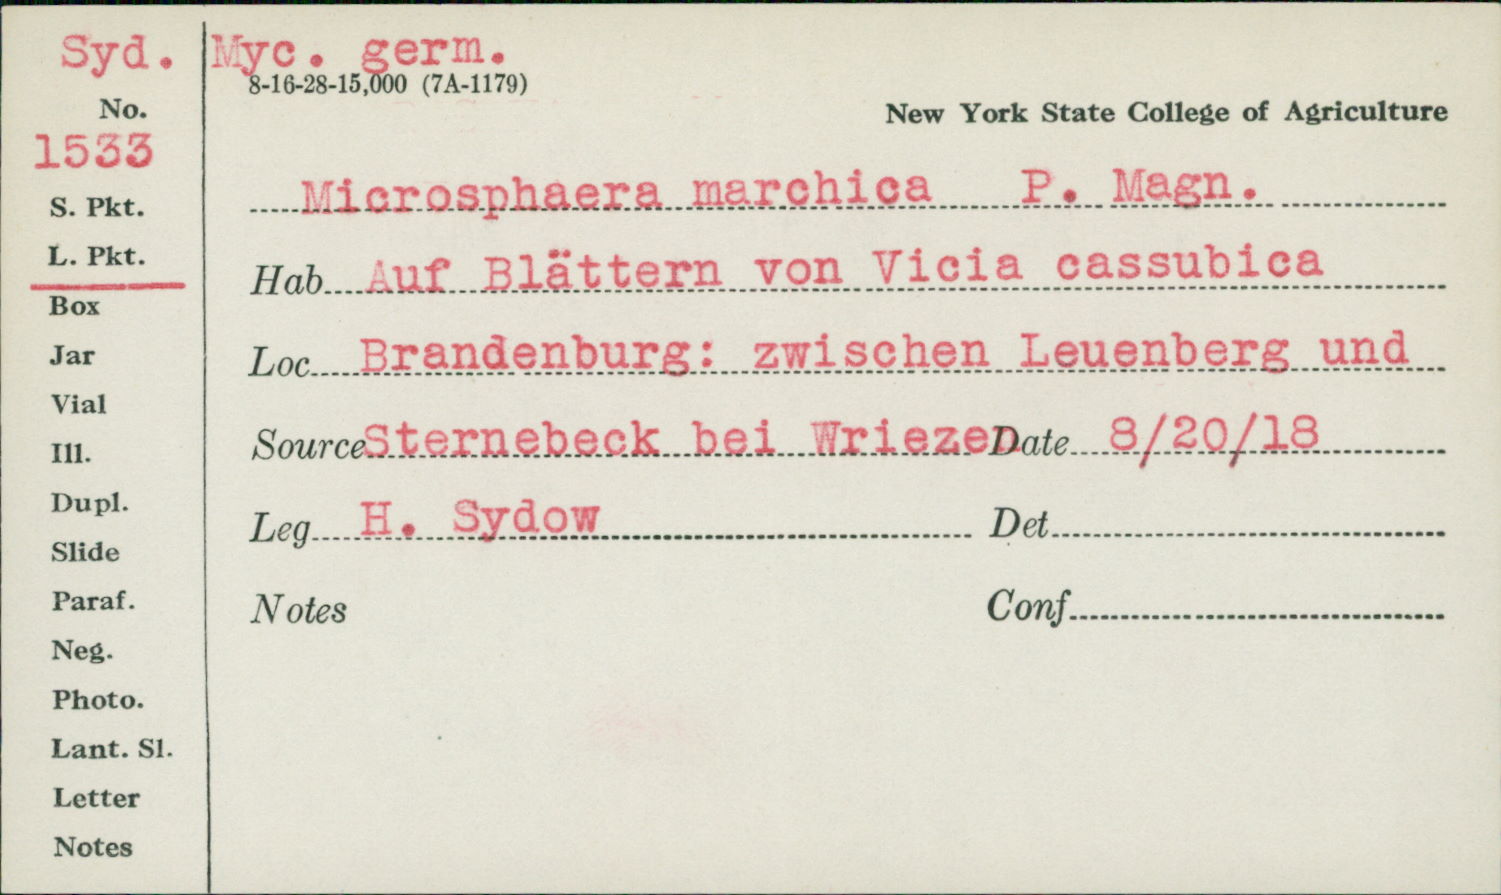 Syd. Myc. germ.
8-16-28-15,000 (7A-1179)
New York State College of Agriculture
No.
1533
S. Pkt.
L. Pkt.
Box
Jar
Vial
Ill.
Dupl.
Slide
Paraf.
Neg.
Photo.
Lant. Sl.
Letter
Notes
Microsphaera marchica P. Magn.
Hab Auf Blättern von Vicia cassubica
Loc Brandenburg: zwischen Leuenberg und
Source Sternebeck bei Wriezen Date 8/20/18
Leg H. Sydow Det
Notes Conf